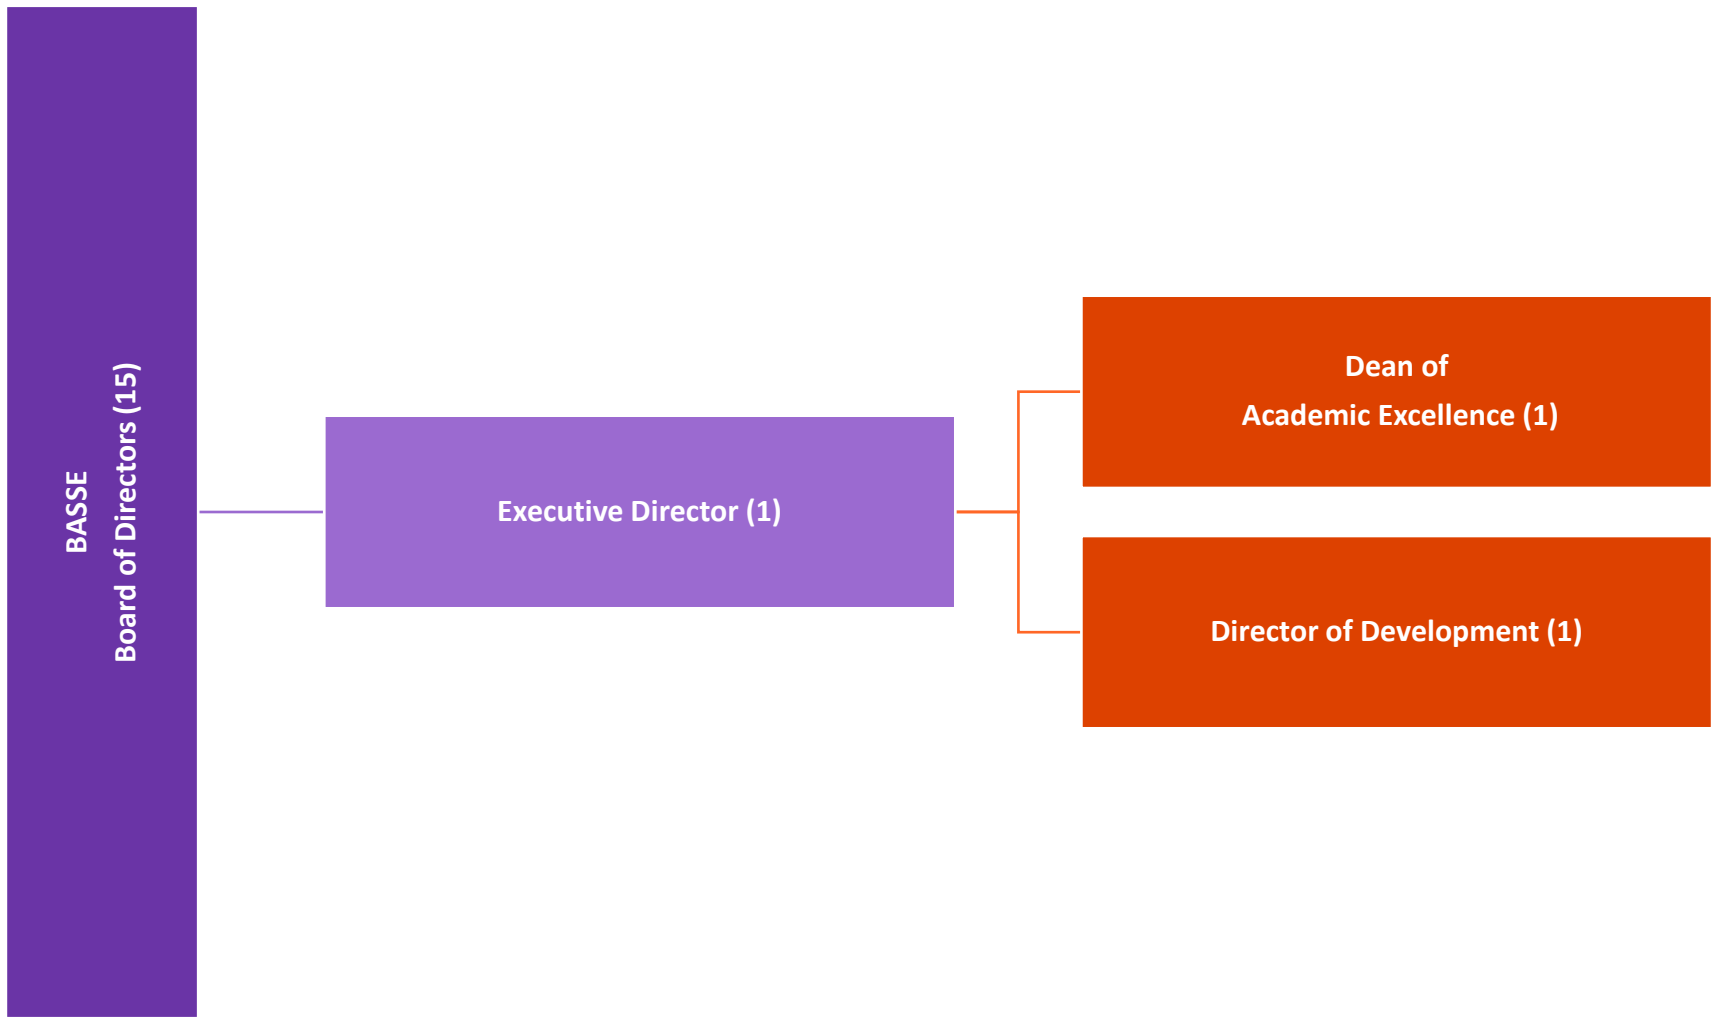 BASSE
Board of Directors (15)
Executive Director (1)
Dean of
Academic Excellence (1)
Director of Development (1)